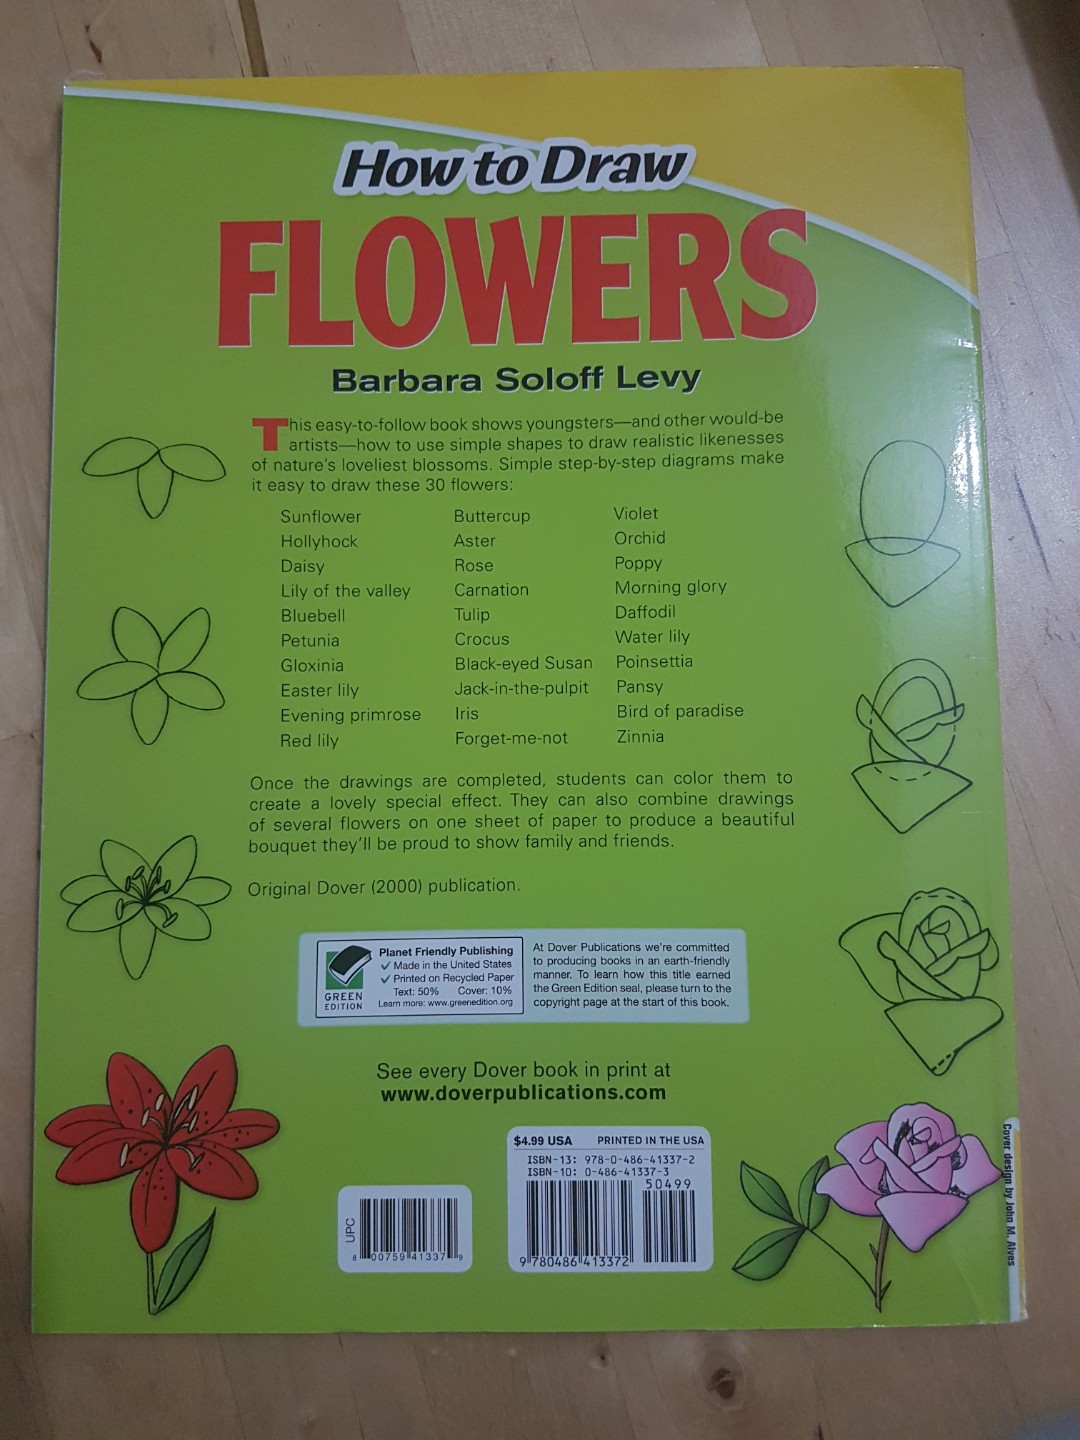 How to Draw
FLOWERS
Barbara Soloff Levy
This easy-to-follow book shows youngsters—and other would-be
artists—how to use simple shapes to draw realistic likenesses
of nature's loveliest blossoms. Simple step-by-step diagrams make
it easy to draw these 30 flowers:
Sunflower
Hollyhock
Daisy
Lily of the valley
Bluebell
Petunia
Gloxinia
Easter lily
Evening primrose
Red lily
Buttercup
Aster
Rose
Carnation
Tulip
Crocus
Black-eyed Susan
Jack-in-the-pulpit
Iris
Forget-me-not
Violet
Orchid
Poppy
Morning glory
Daffodil
Water lily
Poinsettia
Pansy
Bird of paradise
Zinnia
Once the drawings are completed, students can color them to
create a lovely special effect. They can also combine drawings
of several flowers on one sheet of paper to produce a beautiful
bouquet they'll be proud to show family and friends.
Original Dover (2000) publication.
GREEN
EDITION
Planet Friendly Publishing
✓ Made in the United States
✓ Printed on Recycled Paper
Text: 50% Cover: 10%
Learn more: www.greenedition.org
At Dover Publications we're committed
to producing books in an earth-friendly
manner. To learn how this title earned
the Green Edition seal, please turn to the
copyright page at the start of this book.
See every Dover book in print at
www.doverpublications.com
UPC
8 00759 41337 9
$4.99 USA PRINTED IN THE USA
ISBN-13: 978-0-486-41337-2
ISBN-10: 0-486-41337-3
50499
9 780486 413372
Cover design by John M. Alves